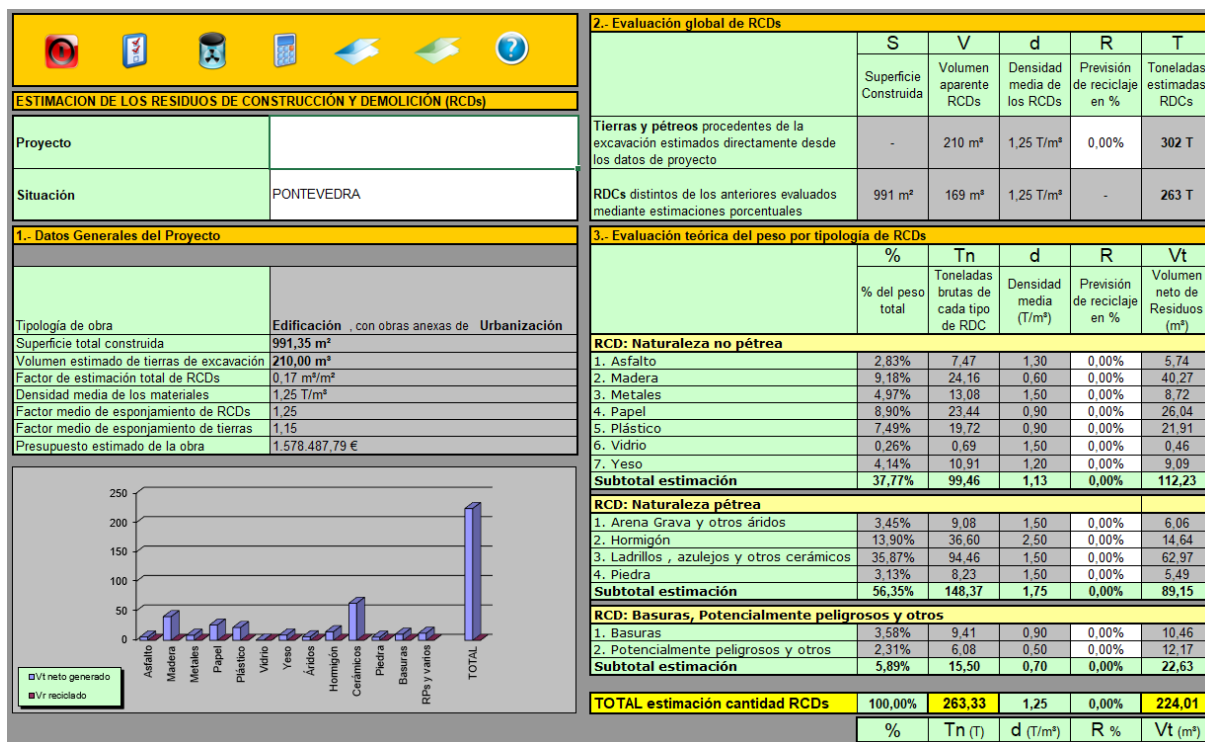 ESTIMACION DE LOS RESIDUOS DE CONSTRUCCIÓN Y DEMOLICIÓN (RCDs)
Proyecto
Situación PONTEVEDRA
1.- Datos Generales del Proyecto
Tipología de obra Edificación , con obras anexas de Urbanización
Superficie total construida 991,35 m²
Volumen estimado de tierras de excavación 210,00 m³
Factor de estimación total de RCDs 0,17 m³/m²
Densidad media de los materiales 1,25 T/m³
Factor medio de esponjamiento de RCDs 1,25
Factor medio de esponjamiento de tierras 1,15
Presupuesto estimado de la obra 1.578.487,79 €
250
200
150
100
50
0
Asfalto
Madera
Metales
Papel
Plástico
Vidrio
Yeso
Áridos
Hormigón
Cerámicos
Piedra
Basuras
RPs y varios
TOTAL
Vt neto generado
Vr reciclado
2.- Evaluación global de RCDs
S V d R T
Superficie Construida
Volumen aparente RCDs
Densidad media de los RCDs
Previsión de reciclaje en %
Toneladas estimadas RDCs
Tierras y pétreos procedentes de la
excavación estimados directamente desde
los datos de proyecto
- 210 m³ 1,25 T/m³ 0,00% 302 T
RDCs distintos de los anteriores evaluados
mediante estimaciones porcentuales
991 m² 169 m³ 1,25 T/m³ - 263 T
3.- Evaluación teórica del peso por tipología de RCDs
% Tn d R Vt
% del peso total
Toneladas brutas de cada tipo de RDC
Densidad media (T/m³)
Previsión de reciclaje en %
Volumen neto de Residuos (m³)
RCD: Naturaleza no pétrea
1. Asfalto 2,83% 7,47 1,30 0,00% 5,74
2. Madera 9,18% 24,16 0,60 0,00% 40,27
3. Metales 4,97% 13,08 1,50 0,00% 8,72
4. Papel 8,90% 23,44 0,90 0,00% 26,04
5. Plástico 7,49% 19,72 0,90 0,00% 21,91
6. Vidrio 0,26% 0,69 1,50 0,00% 0,46
7. Yeso 4,14% 10,91 1,20 0,00% 9,09
Subtotal estimación 37,77% 99,46 1,13 0,00% 112,23
RCD: Naturaleza pétrea
1. Arena Grava y otros áridos 3,45% 9,08 1,50 0,00% 6,06
2. Hormigón 13,90% 36,60 2,50 0,00% 14,64
3. Ladrillos , azulejos y otros cerámicos 35,87% 94,46 1,50 0,00% 62,97
4. Piedra 3,13% 8,23 1,50 0,00% 5,49
Subtotal estimación 56,35% 148,37 1,75 0,00% 89,15
RCD: Basuras, Potencialmente peligrosos y otros
1. Basuras 3,58% 9,41 0,90 0,00% 10,46
2. Potencialmente peligrosos y otros 2,31% 6,08 0,50 0,00% 12,17
Subtotal estimación 5,89% 15,50 0,70 0,00% 22,63
TOTAL estimación cantidad RCDs 100,00% 263,33 1,25 0,00% 224,01
% Tn (T) d (T/m³) R % Vt (m³)